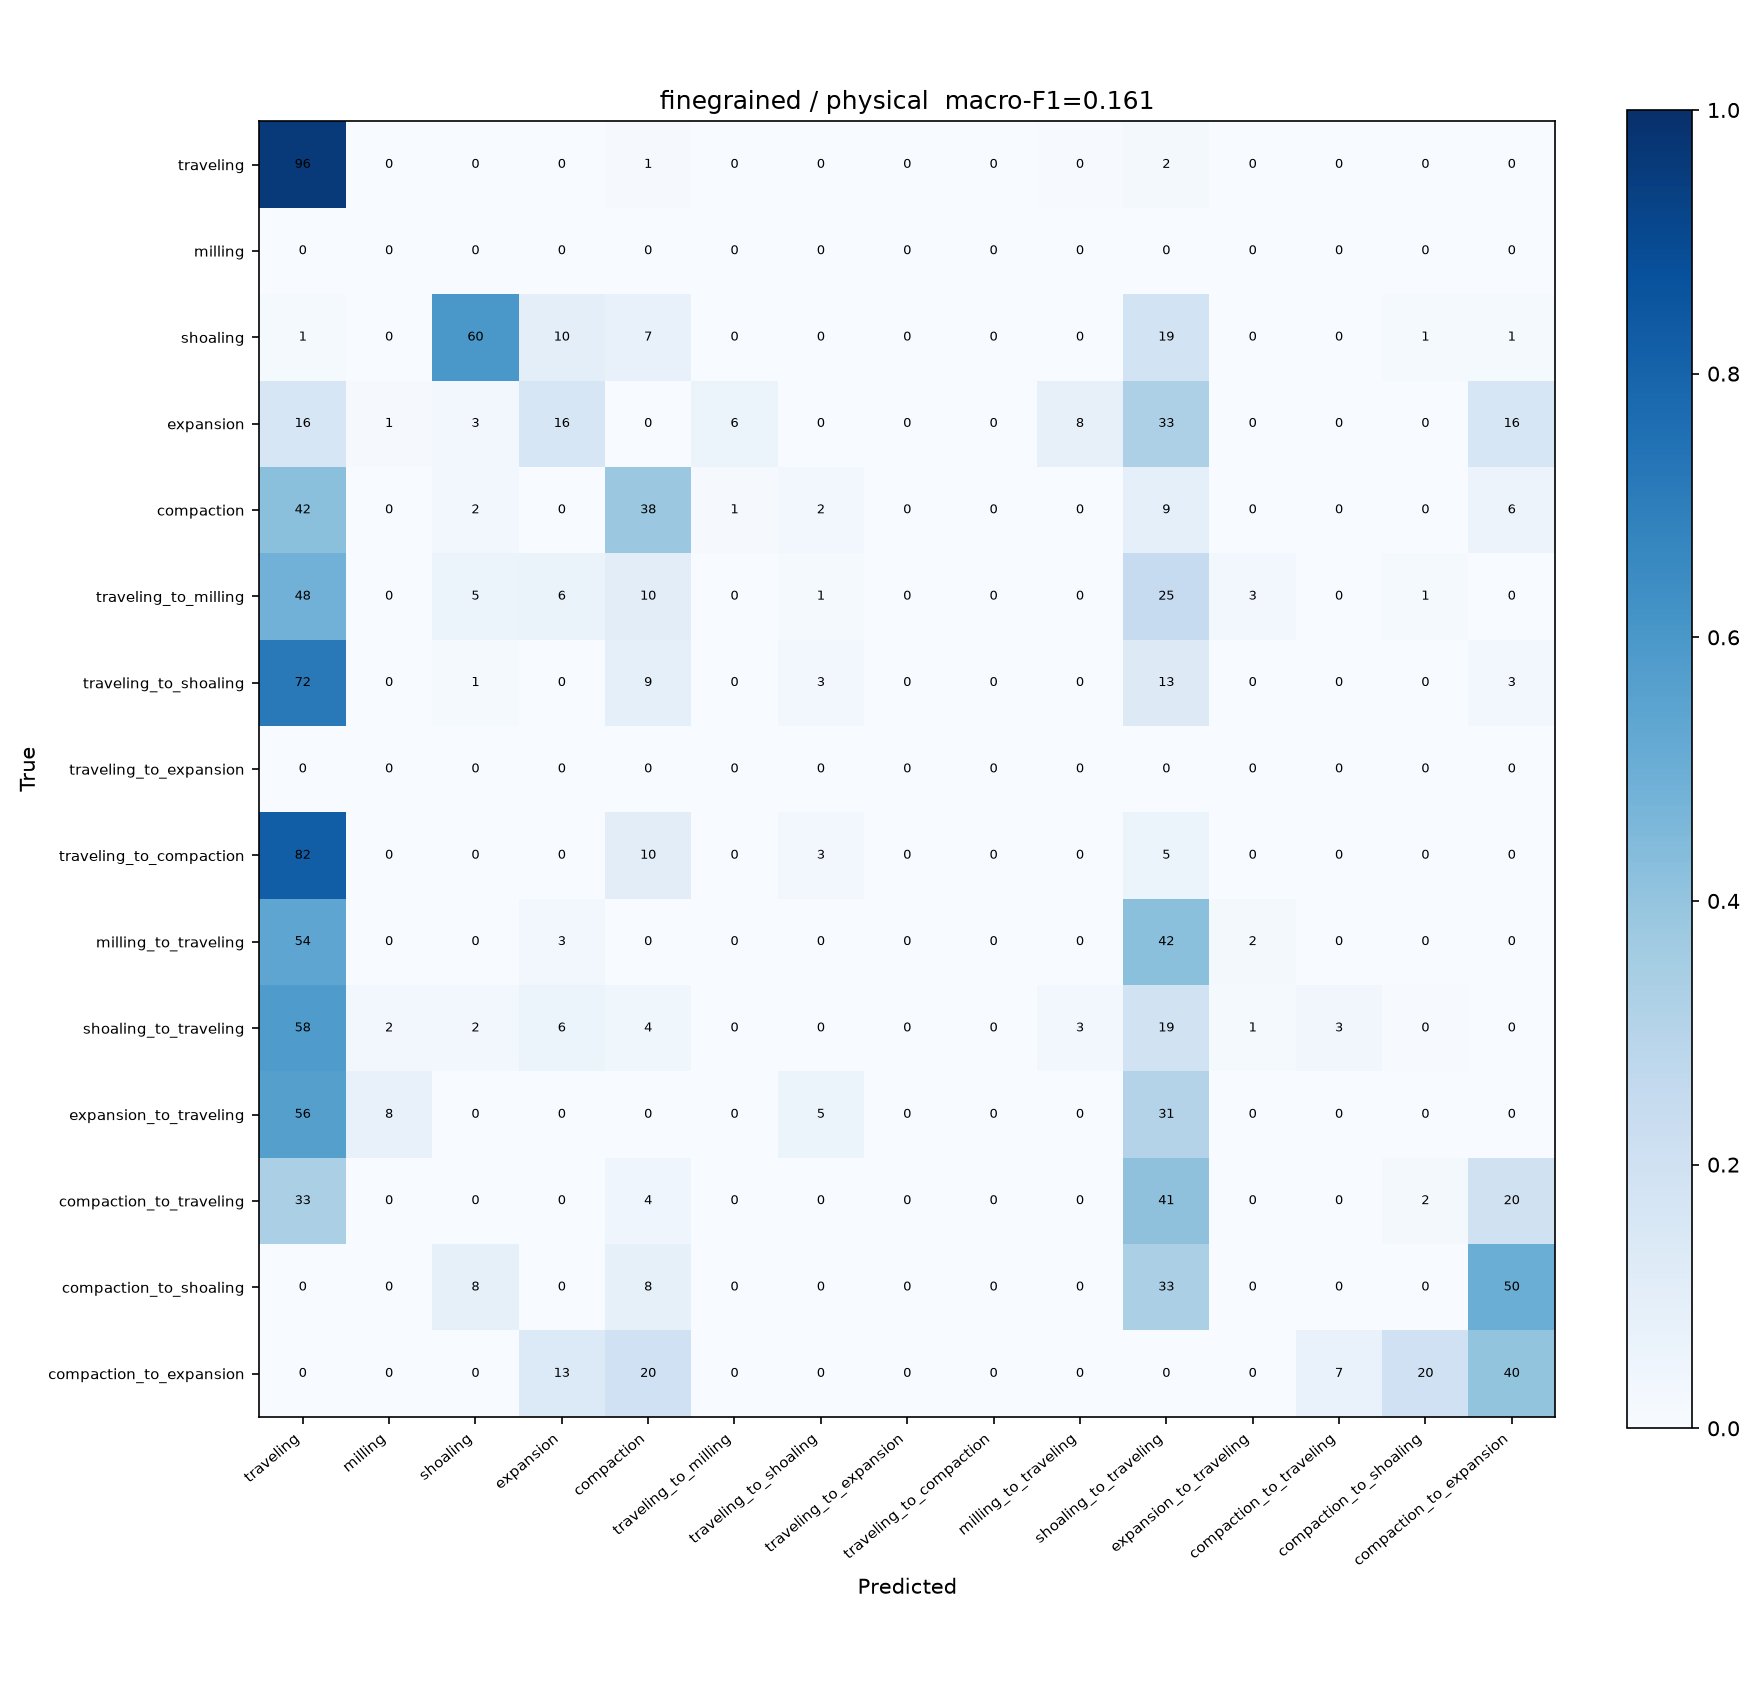 finegrained / physical  macro-F1=0.161
True
traveling 96 0 0 0 1 0 0 0 0 0 2 0 0 0 0
milling 0 0 0 0 0 0 0 0 0 0 0 0 0 0 0
shoaling 1 0 60 10 7 0 0 0 0 0 19 0 0 1 1
expansion 16 1 3 16 0 6 0 0 0 8 33 0 0 0 16
compaction 42 0 2 0 38 1 2 0 0 0 9 0 0 0 6
traveling_to_milling 48 0 5 6 10 0 1 0 0 0 25 3 0 1 0
traveling_to_shoaling 72 0 1 0 9 0 3 0 0 0 13 0 0 0 3
traveling_to_expansion 0 0 0 0 0 0 0 0 0 0 0 0 0 0 0
traveling_to_compaction 82 0 0 0 10 0 3 0 0 0 5 0 0 0 0
milling_to_traveling 54 0 0 3 0 0 0 0 0 0 42 2 0 0 0
shoaling_to_traveling 58 2 2 6 4 0 0 0 0 3 19 1 3 0 0
expansion_to_traveling 56 8 0 0 0 0 5 0 0 0 31 0 0 0 0
compaction_to_traveling 33 0 0 0 4 0 0 0 0 0 41 0 0 2 20
compaction_to_shoaling 0 0 8 0 8 0 0 0 0 0 33 0 0 0 50
compaction_to_expansion 0 0 0 13 20 0 0 0 0 0 0 0 7 20 40
traveling milling shoaling expansion compaction traveling_to_milling traveling_to_shoaling traveling_to_expansion traveling_to_compaction milling_to_traveling shoaling_to_traveling expansion_to_traveling compaction_to_traveling compaction_to_shoaling compaction_to_expansion
Predicted
1.0
0.8
0.6
0.4
0.2
0.0